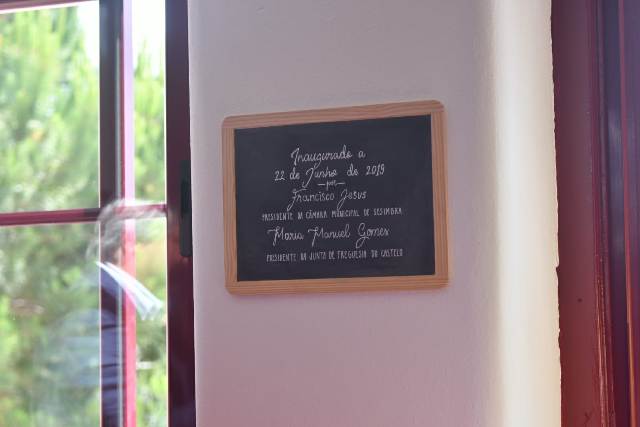 Inaugurado a
22 de Junho de 2019
—por—
Francisco Jesus
PRESIDENTE DA CÂMARA MUNICIPAL DE SESIMBRA
Maria Manuel Gomes
PRESIDENTE DA JUNTA DE FREGUESIA DO CASTELO